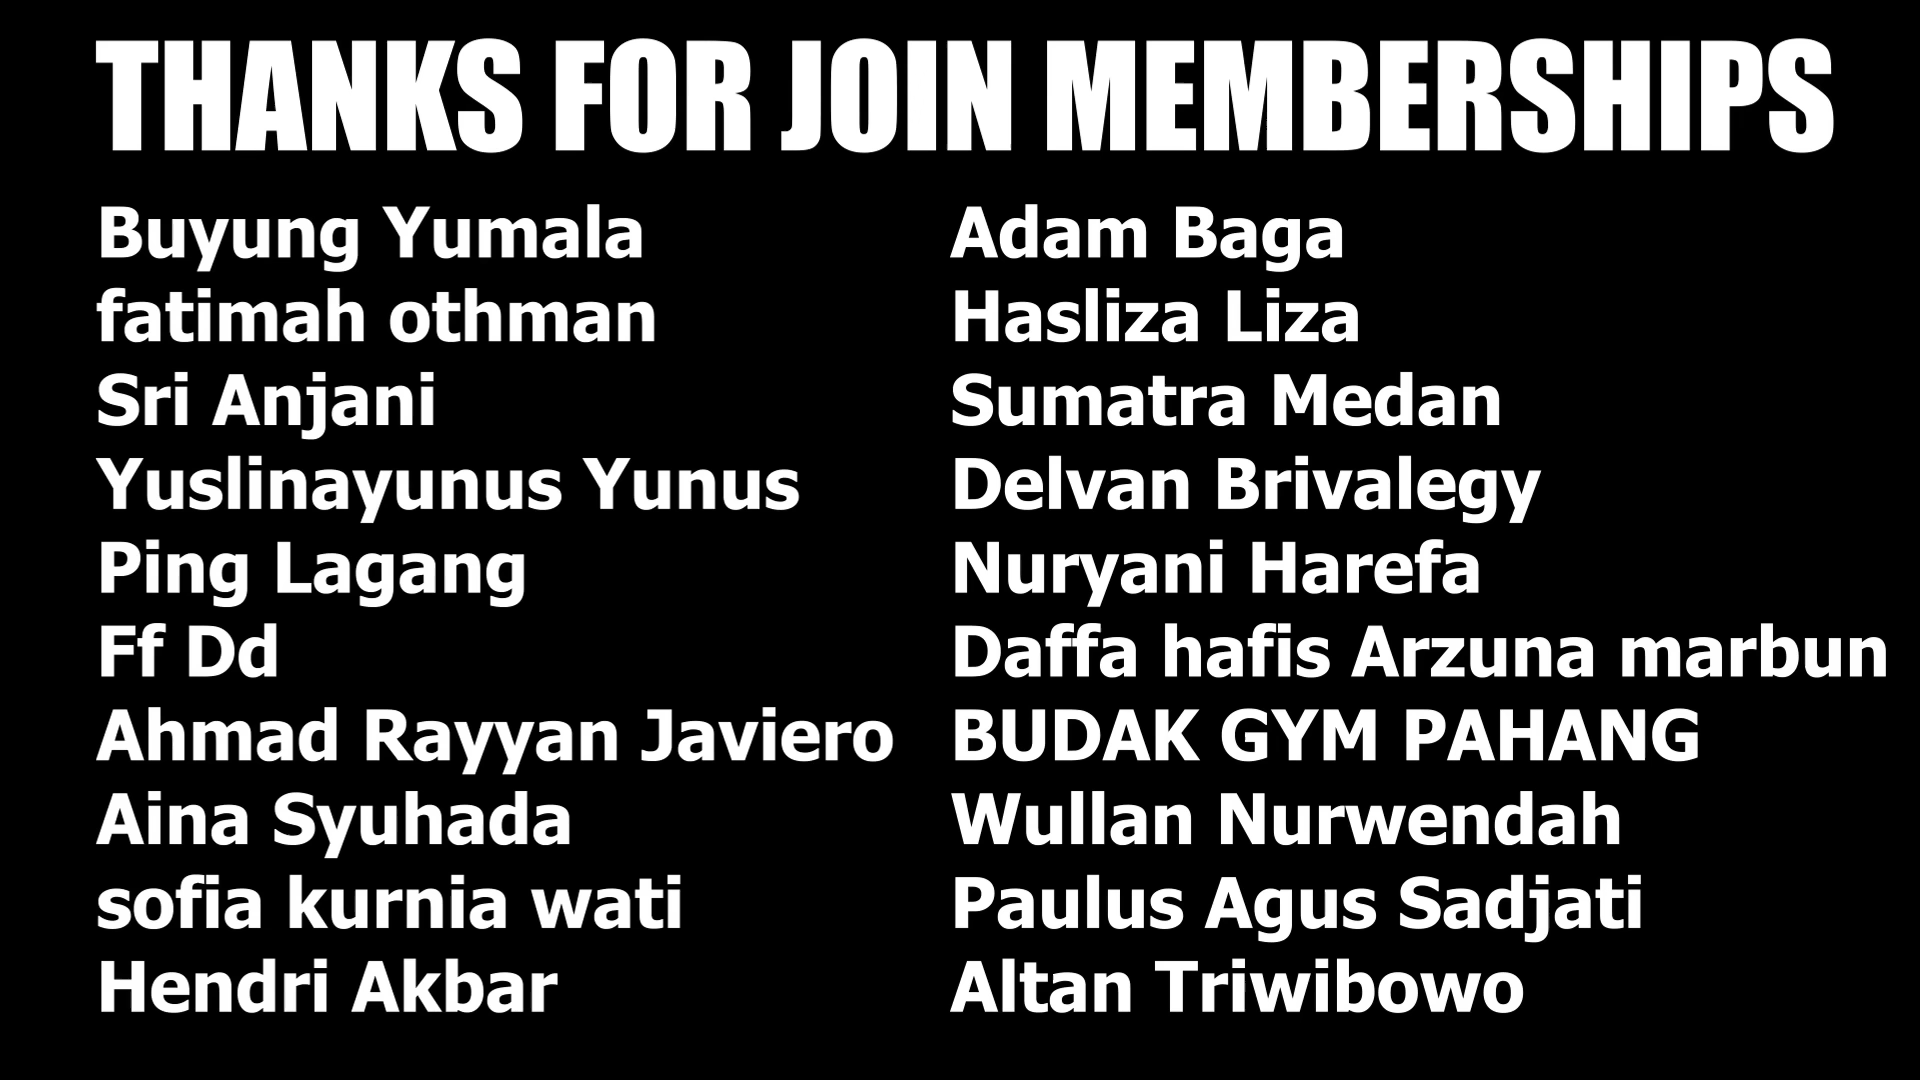 THANKS FOR JOIN MEMBERSHIPS
Buyung Yumala
fatimah othman
Sri Anjani
Yuslinayunus Yunus
Ping Lagang
Ff Dd
Ahmad Rayyan Javiero
Aina Syuhada
sofia kurnia wati
Hendri Akbar
Adam Baga
Hasliza Liza
Sumatra Medan
Delvan Brivalegy
Nuryani Harefa
Daffa hafis Arzuna marbun
BUDAK GYM PAHANG
Wullan Nurwendah
Paulus Agus Sadjati
Altan Triwibowo